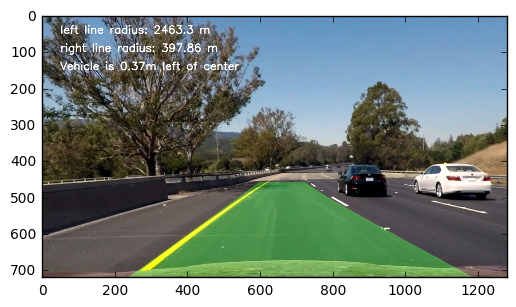 left line radius: 2463.3 m
right line radius: 397.86 m
Vehicle is 0.37m left of center
0
100
200
300
400
500
600
700
0 200 400 600 800 1000 1200